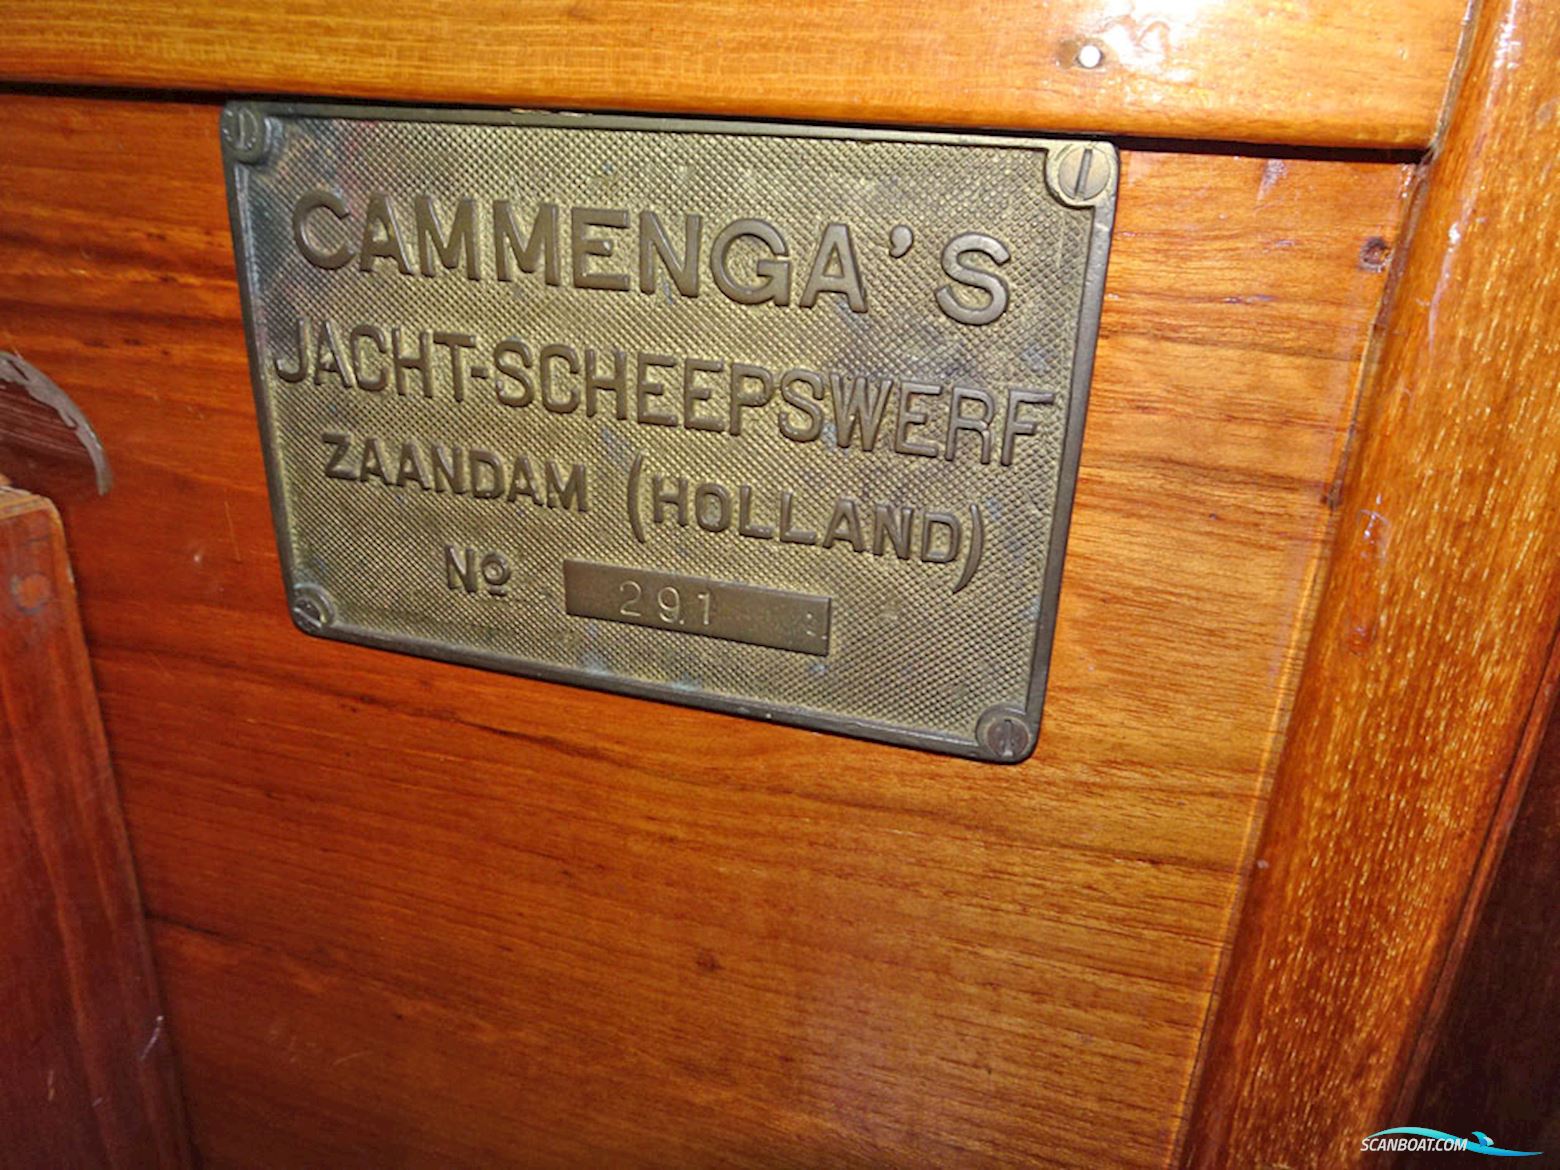 CAMMENGA'S
JACHT-SCHEEPSWERF
ZAANDAM (HOLLAND)
Nº 291
SCANBOAT.COM